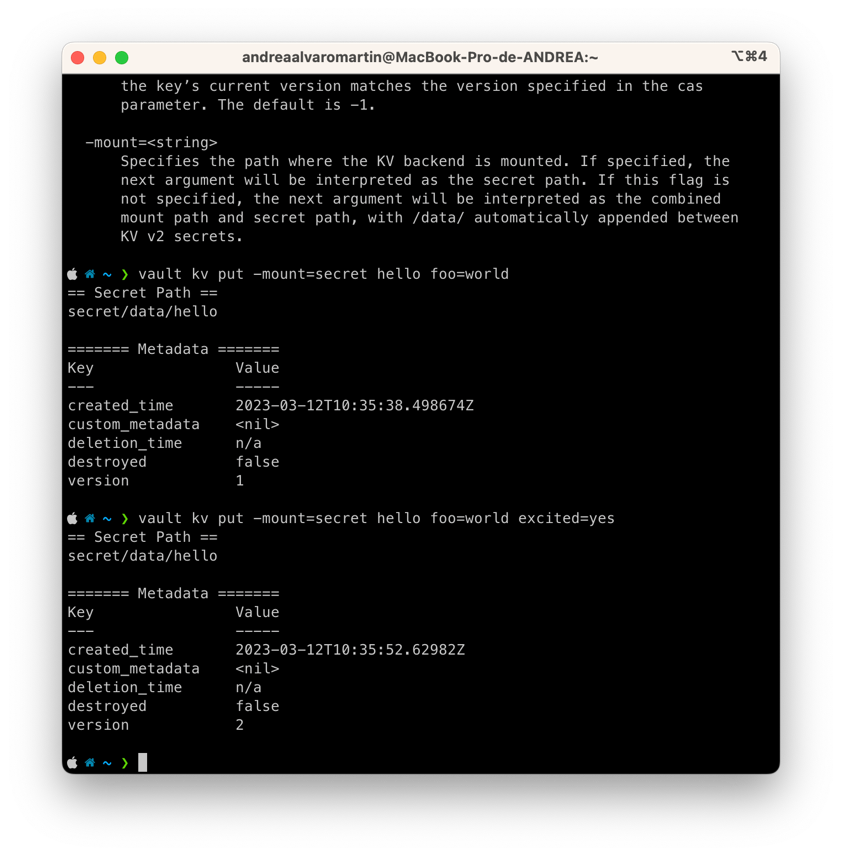 andreaalvaromartin@MacBook-Pro-de-ANDREA:~
⌥⌘4
the key’s current version matches the version specified in the cas
parameter. The default is -1.
-mount=<string>
Specifies the path where the KV backend is mounted. If specified, the
next argument will be interpreted as the secret path. If this flag is
not specified, the next argument will be interpreted as the combined
mount path and secret path, with /data/ automatically appended between
KV v2 secrets.
~ ❯ vault kv put -mount=secret hello foo=world
== Secret Path ==
secret/data/hello
======= Metadata =======
Key Value
--- -----
created_time 2023-03-12T10:35:38.498674Z
custom_metadata <nil>
deletion_time n/a
destroyed false
version 1
~ ❯ vault kv put -mount=secret hello foo=world excited=yes
== Secret Path ==
secret/data/hello
======= Metadata =======
Key Value
--- -----
created_time 2023-03-12T10:35:52.62982Z
custom_metadata <nil>
deletion_time n/a
destroyed false
version 2
~ ❯